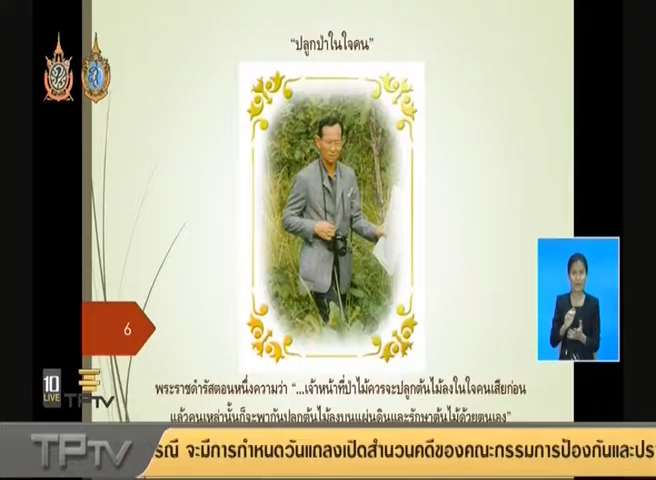 “ปลูกป่าในใจคน”
6
พระราชดำรัสตอนหนึ่งความว่า “...เจ้าหน้าที่ป่าไม้ควรจะปลูกต้นไม้ลงในใจคนเสียก่อน
แล้วคนเหล่านั้นก็จะพากันปลูกต้นไม้ลงบนแผ่นดินและรักษาต้นไม้ด้วยตนเอง”
10
LIVE
TPTV
TPTV
รณี จะมีการกำหนดวันแถลงเปิดสำนวนคดีของคณะกรรมการป้องกันและปรา